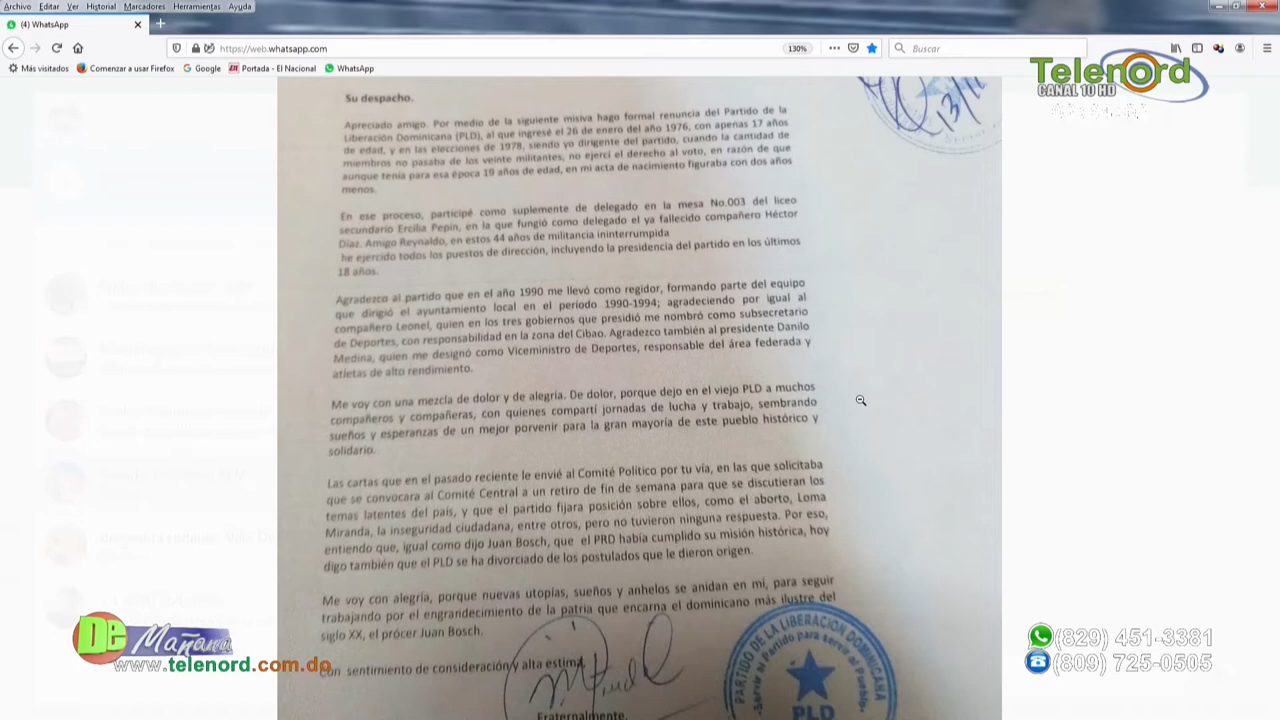 Archivo Editar Ver Historial Marcadores Herramientas Ayuda
(4) WhatsApp
https://web.whatsapp.com
130%
Buscar
Más visitados Comenzar a usar Firefox Google Portada - El Nacional WhatsApp
Telenord
CANAL 10 HD
13/11
Su despacho.
Apreciado amigo. Por medio de la siguiente misiva hago formal renuncia del Partido de la
Liberación Dominicana (PLD), al que ingresé el 26 de enero del año 1976, con apenas 17 años
de edad, y en las elecciones de 1978, siendo yo dirigente del partido, cuando la cantidad de
miembros no pasaba de los veinte militantes, no ejercí el derecho al voto, en razón de que
aunque tenía para esa época 19 años de edad, en mi acta de nacimiento figuraba con dos años
menos.
En ese proceso, participé como suplemente de delegado en la mesa No.003 del liceo
secundario Ercilia Pepín, en la que fungió como delegado el ya fallecido compañero Héctor
Díaz. Amigo Reynaldo, en estos 44 años de militancia ininterrumpida
he ejercido todos los puestos de dirección, incluyendo la presidencia del partido en los últimos
18 años.
Agradezco al partido que en el año 1990 me llevó como regidor, formando parte del equipo
que dirigió el ayuntamiento local en el período 1990-1994; agradeciendo por igual al
compañero Leonel, quien en los tres gobiernos que presidió me nombró como subsecretario
de Deportes, con responsabilidad en la zona del Cibao. Agradezco también al presidente Danilo
Medina, quien me designó como Viceministro de Deportes, responsable del área federada y
atletas de alto rendimiento.
Me voy con una mezcla de dolor y de alegría. De dolor, porque dejo en el viejo PLD a muchos
compañeros y compañeras, con quienes compartí jornadas de lucha y trabajo, sembrando
sueños y esperanzas de un mejor porvenir para la gran mayoría de este pueblo histórico y
solidario.
Las cartas que en el pasado reciente le envié al Comité Político por tu vía, en las que solicitaba
que se convocara al Comité Central a un retiro de fin de semana para que se discutieran los
temas latentes del país, y que el partido fijara posición sobre ellos, como el aborto, Loma
Miranda, la inseguridad ciudadana, entre otros, pero no tuvieron ninguna respuesta. Por eso,
entiendo que, igual como dijo Juan Bosch, que el PRD había cumplido su misión histórica, hoy
digo también que el PLD se ha divorciado de los postulados que le dieron origen.
Me voy con alegría, porque nuevas utopías, sueños y anhelos se anidan en mí, para seguir
trabajando por el engrandecimiento de la patria que encarna el dominicano más ilustre del
siglo XX, el prócer Juan Bosch.
Con sentimiento de consideración y alta estima,
Fraternalmente,
PARTIDO DE LA LIBERACIÓN DOMINICANA
Servir al Partido para servir al Pueblo
PLD
De Mañana
www.telenord.com.do
(829) 451-3381
(809) 725-0505